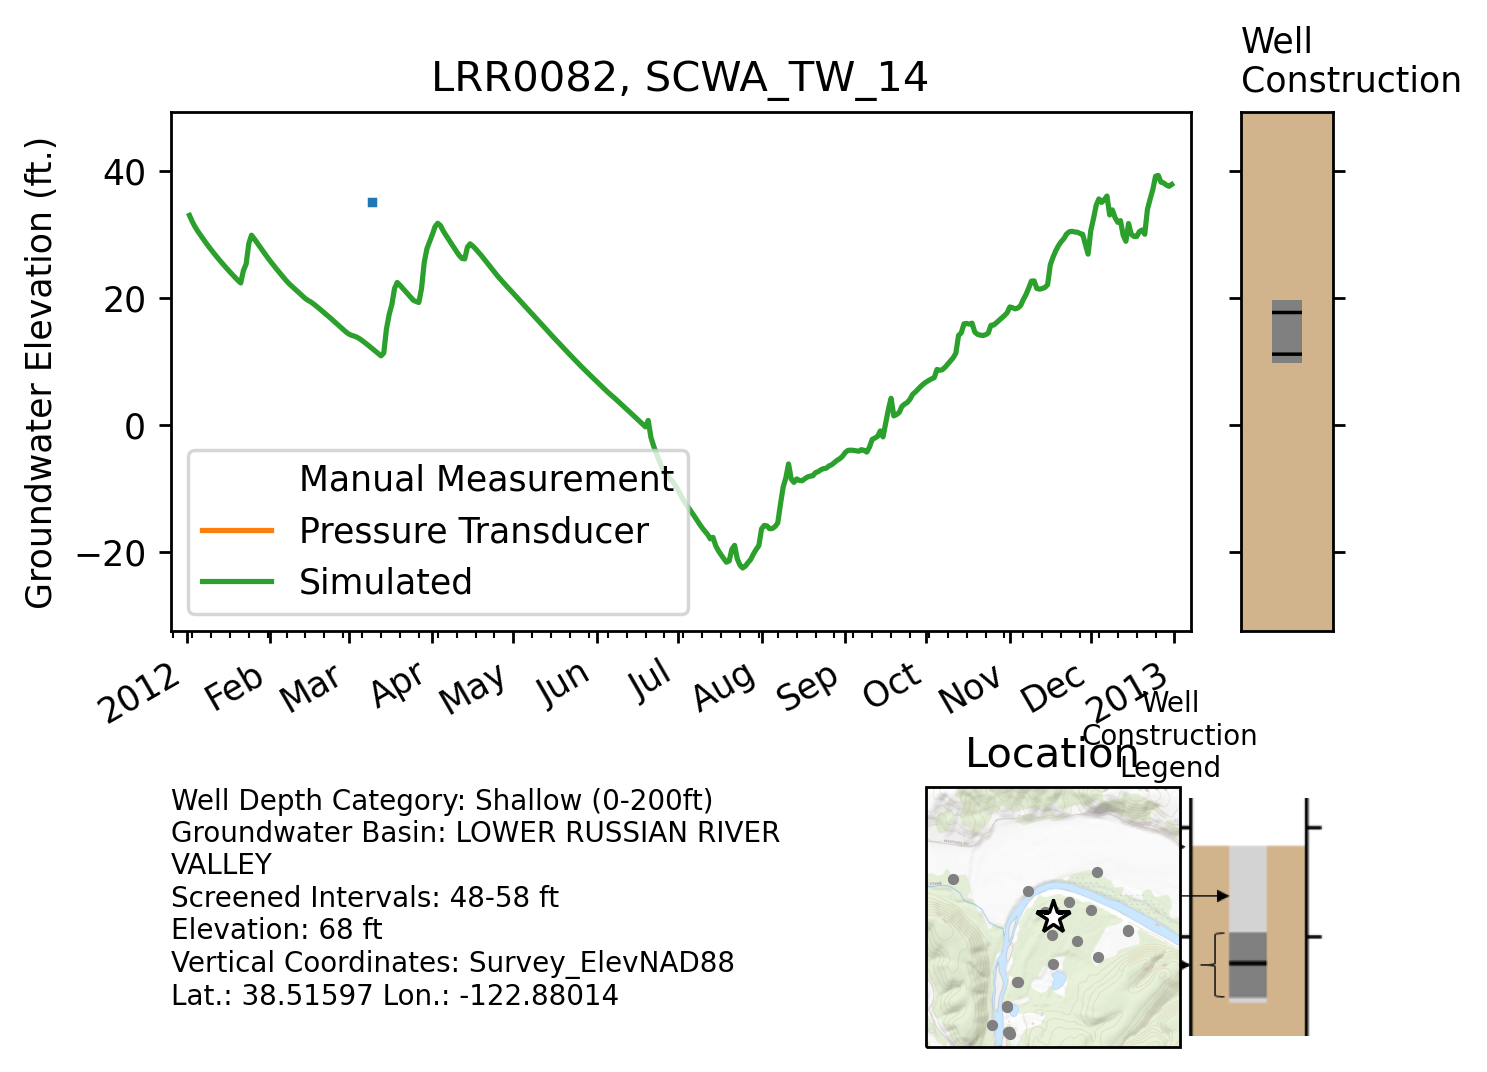 Well
Construction
LRR0082, SCWA_TW_14
Groundwater Elevation (ft.)
40
20
0
−20
Manual Measurement
Pressure Transducer
Simulated
2012
Feb
Mar
Apr
May
Jun
Jul
Aug
Sep
Oct
Nov
Dec
2013
Well
Construction
Legend
Location
Well Depth Category: Shallow (0-200ft)
Groundwater Basin: LOWER RUSSIAN RIVER
VALLEY
Screened Intervals: 48-58 ft
Elevation: 68 ft
Vertical Coordinates: Survey_ElevNAD88
Lat.: 38.51597 Lon.: -122.88014